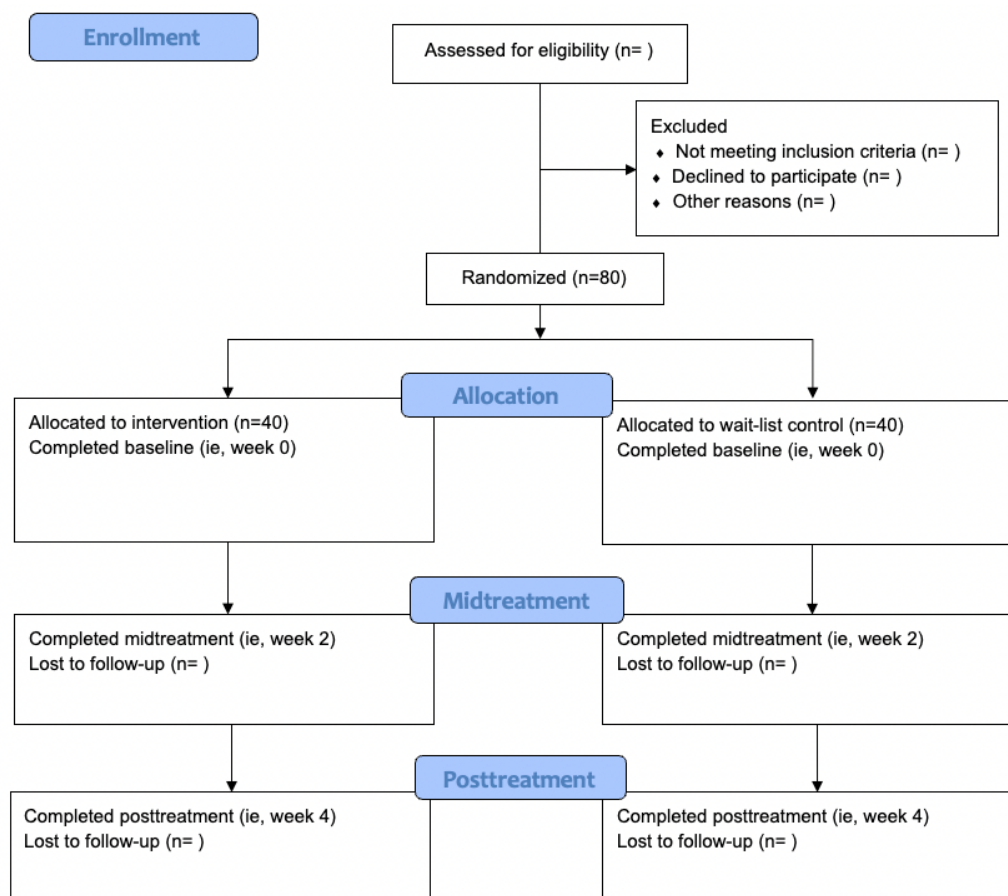 Enrollment
Assessed for eligibility (n= )
Excluded
♦ Not meeting inclusion criteria (n= )
♦ Declined to participate (n= )
♦ Other reasons (n= )
Randomized (n=80)
Allocation
Allocated to intervention (n=40)
Completed baseline (ie, week 0)
Allocated to wait-list control (n=40)
Completed baseline (ie, week 0)
Midtreatment
Completed midtreatment (ie, week 2)
Lost to follow-up (n= )
Completed midtreatment (ie, week 2)
Lost to follow-up (n= )
Posttreatment
Completed posttreatment (ie, week 4)
Lost to follow-up (n= )
Completed posttreatment (ie, week 4)
Lost to follow-up (n= )